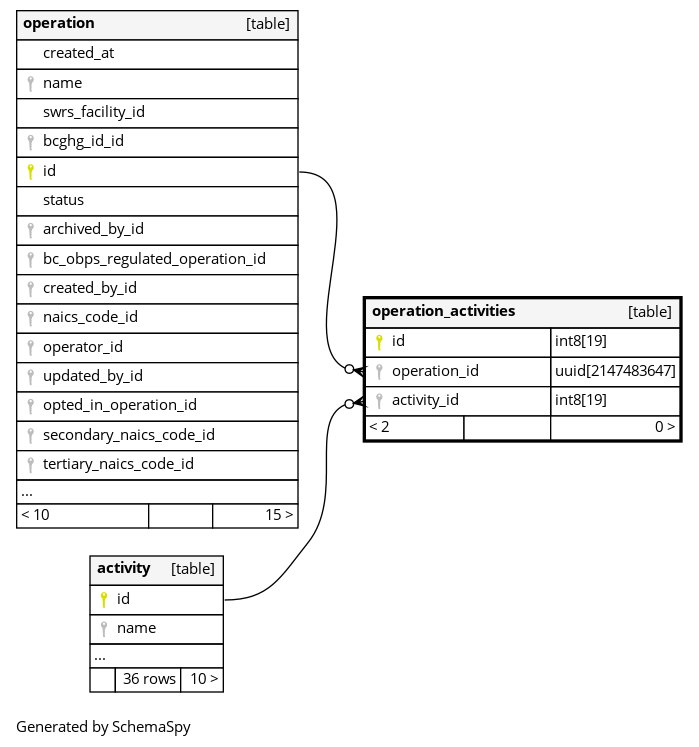 operation [table]
created_at
name
swrs_facility_id
bcghg_id_id
id
status
archived_by_id
bc_obps_regulated_operation_id
created_by_id
naics_code_id
operator_id
updated_by_id
opted_in_operation_id
secondary_naics_code_id
tertiary_naics_code_id
...
< 10 15 >
operation_activities [table]
id int8[19]
operation_id uuid[2147483647]
activity_id int8[19]
< 2 0 >
activity [table]
id
name
...
36 rows 10 >
Generated by SchemaSpy